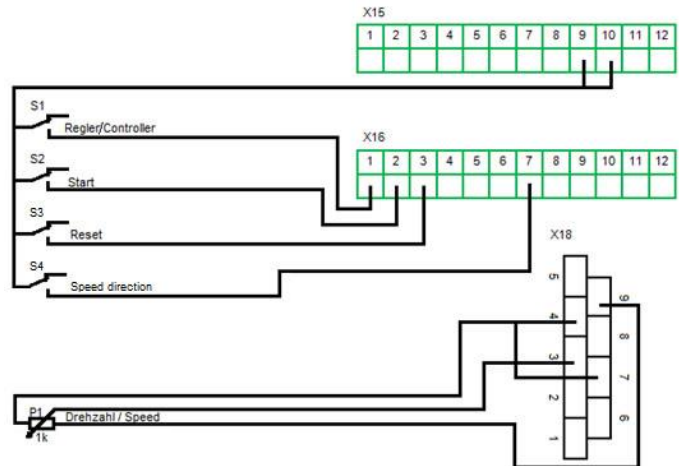 X15
1 2 3 4 5 6 7 8 9 10 11 12
S1
Regler/Controller
X16
S2
1 2 3 4 5 6 7 8 9 10 11 12
Start
S3
Reset
X18
S4
Speed direction
5
9
4
8
3
7
2
6
1
P1
Drehzahl / Speed
1k